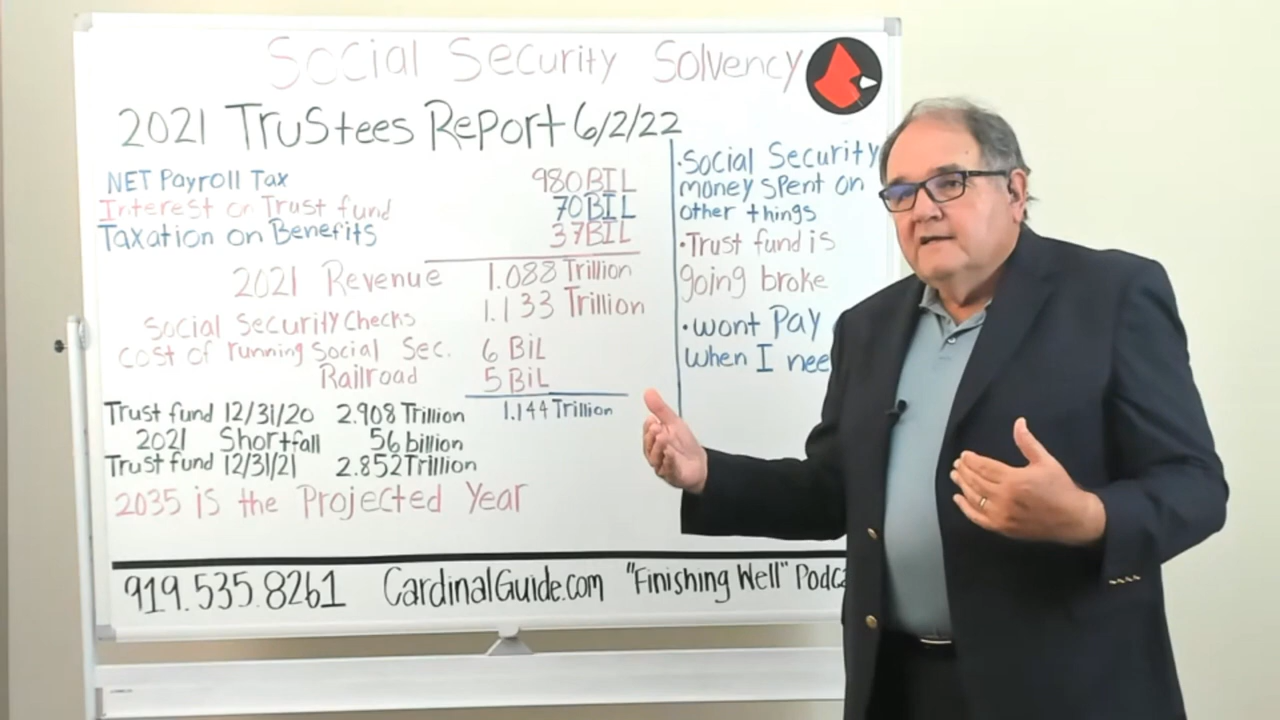 Social Security Solvency
2021 Trustees Report 6/2/22
NET Payroll Tax 980 BIL
Interest on Trust fund 70 BIL
Taxation on Benefits 37 BIL
2021 Revenue 1.088 Trillion
Social Security Checks 1.133 Trillion
Cost of running Social Sec. 6 BiL
Railroad 5 BiL
1.144 Trillion
Trust fund 12/31/20 2.908 Trillion
2021 Shortfall 56 billion
Trust fund 12/31/21 2.852 Trillion
2035 is the Projected Year
·Social Security
money spent on
other things
·Trust fund is
going broke
·wont Pay
when I nee
919.535.8261 CardinalGuide.com "Finishing Well" Podca